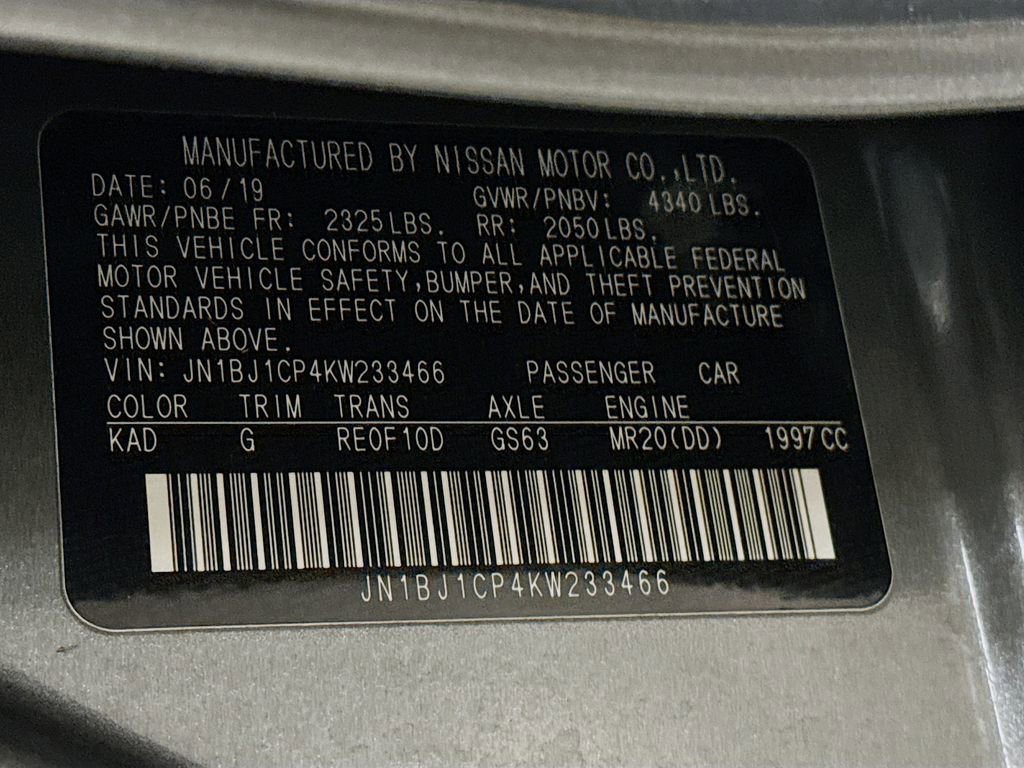 MANUFACTURED BY NISSAN MOTOR CO.,LTD.
DATE: 06/19 GVWR/PNBV: 4340 LBS.
GAWR/PNBE FR: 2325 LBS. RR: 2050 LBS.
THIS VEHICLE CONFORMS TO ALL APPLICABLE FEDERAL
MOTOR VEHICLE SAFETY,BUMPER,AND THEFT PREVENTION
STANDARDS IN EFFECT ON THE DATE OF MANUFACTURE
SHOWN ABOVE.
VIN: JN1BJ1CP4KW233466 PASSENGER CAR
COLOR TRIM TRANS AXLE ENGINE
KAD G RE0F10D GS63 MR20(DD) 1997 CC
JN1BJ1CP4KW233466